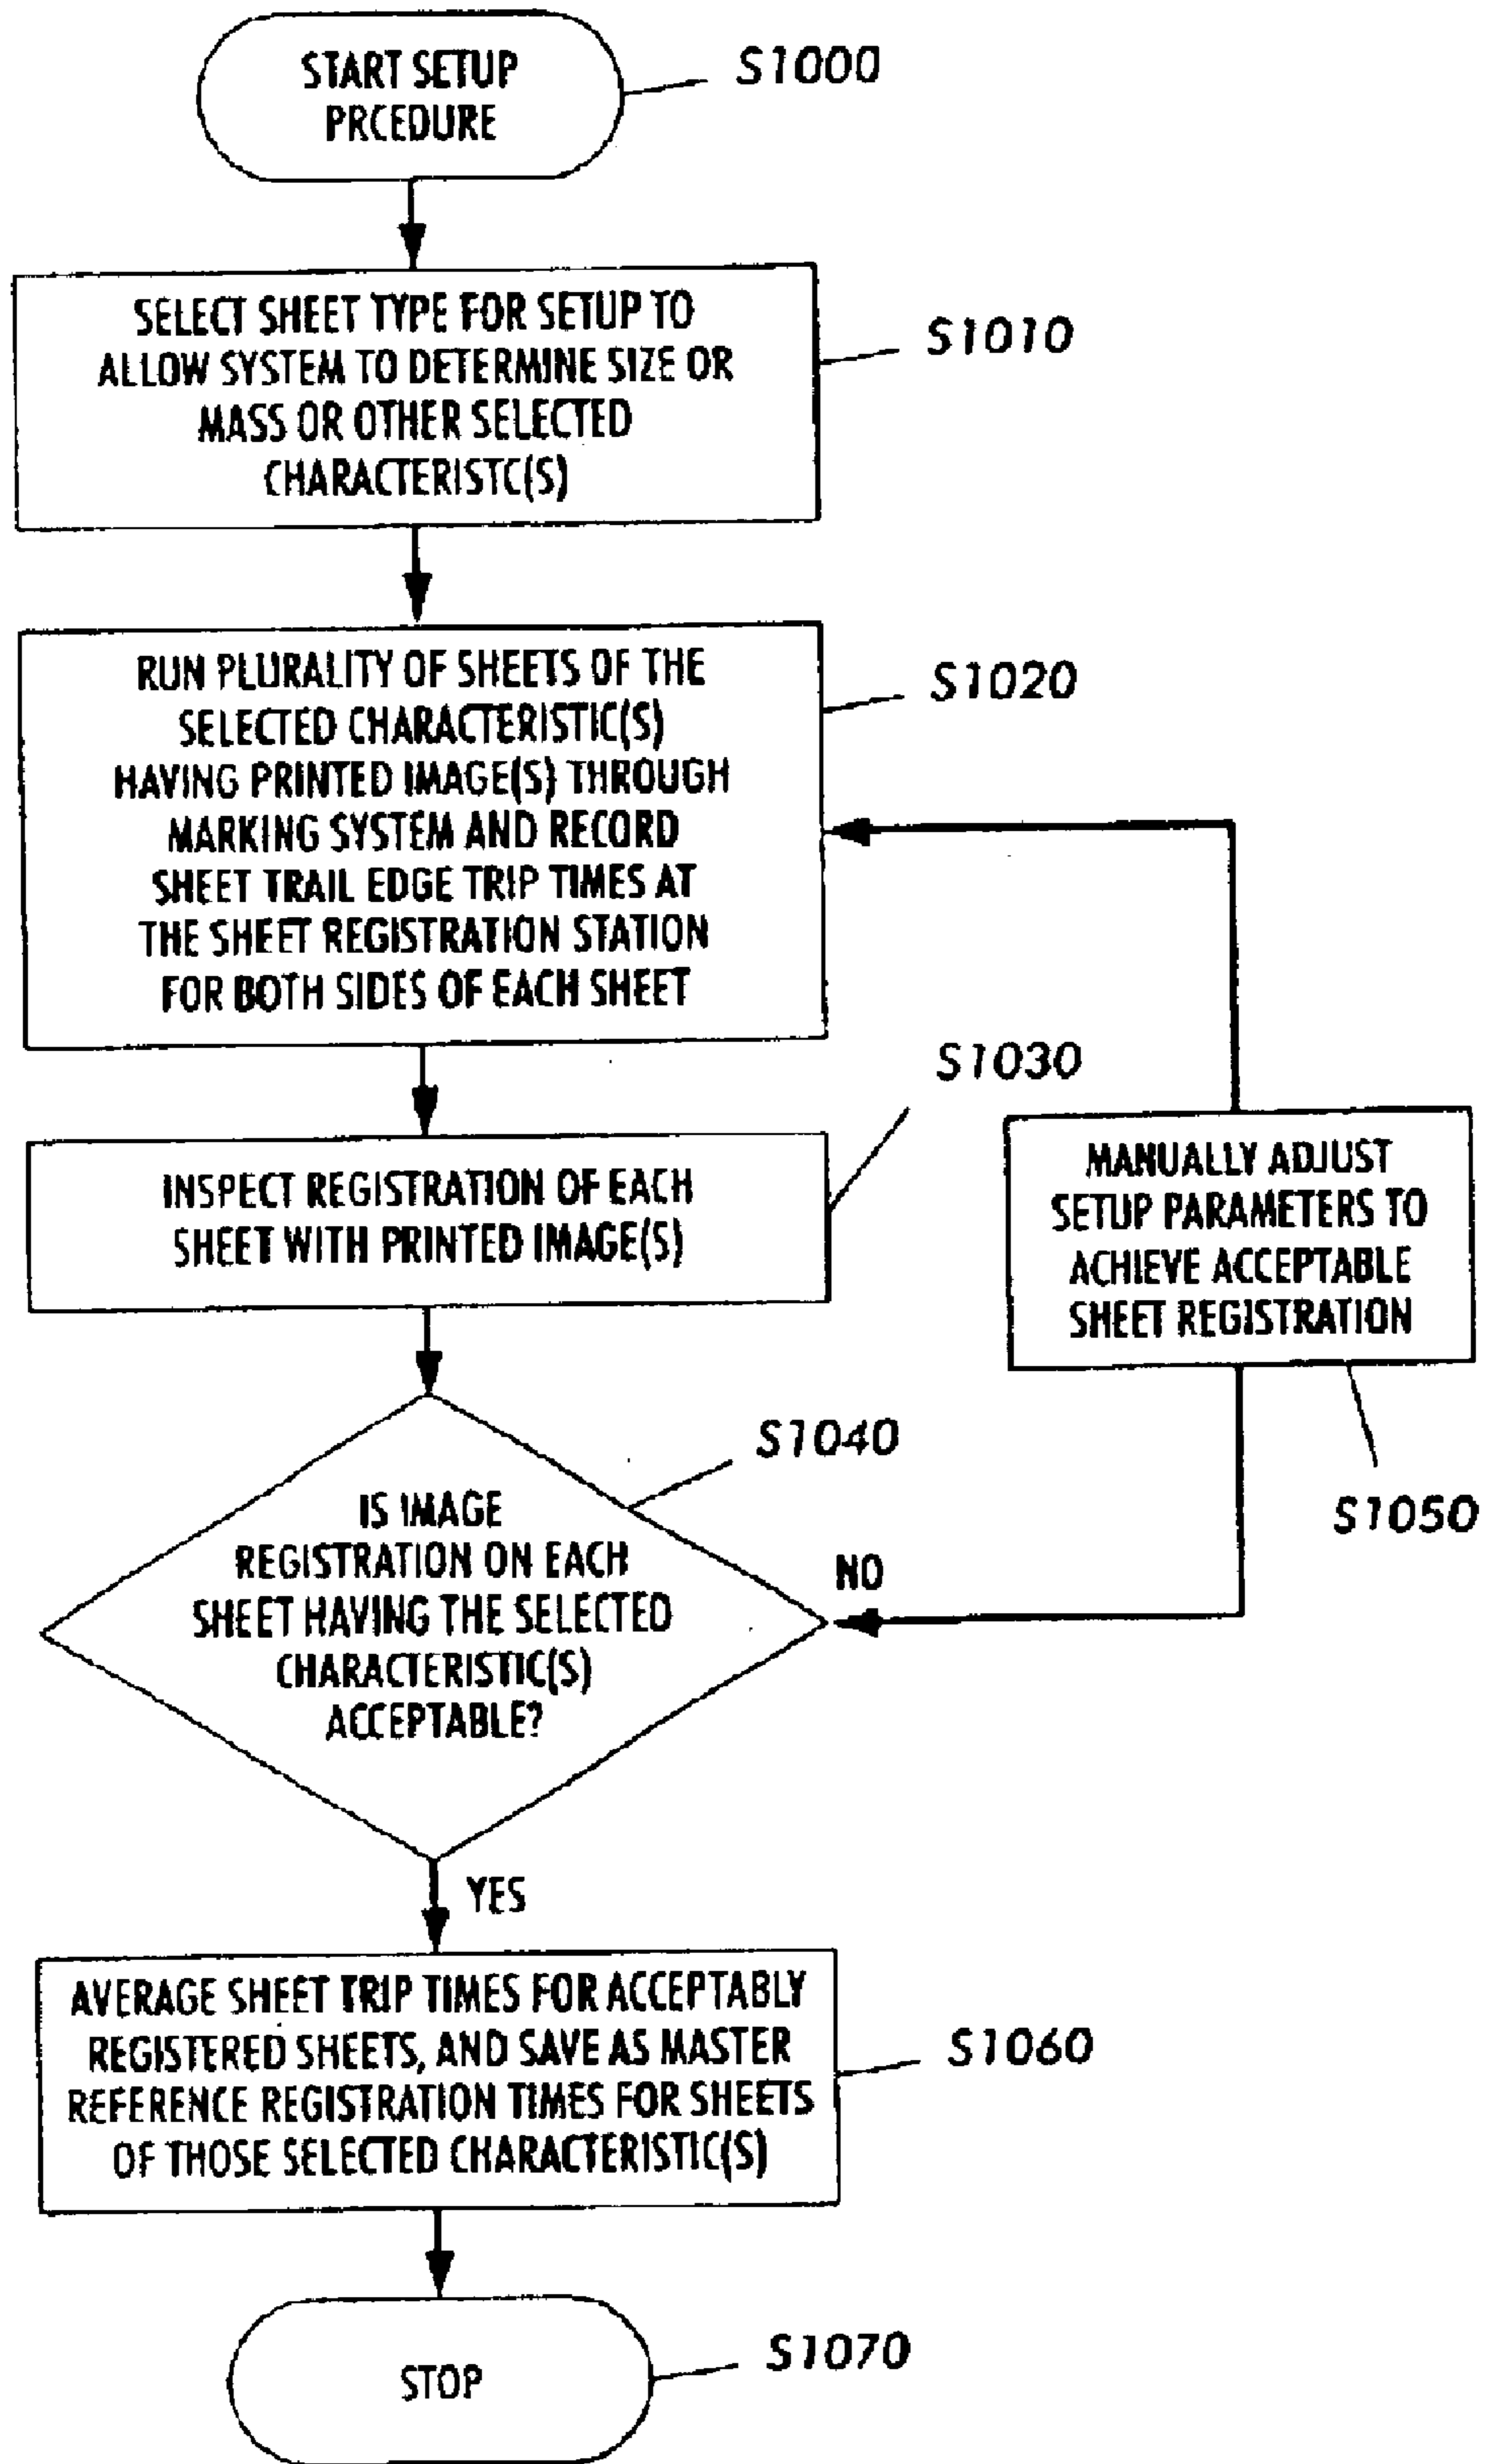 START SETUP
PRCEDURE
S1000
SELECT SHEET TYPE FOR SETUP TO
ALLOW SYSTEM TO DETERMINE SIZE OR
MASS OR OTHER SELECTED
CHARACTERISTC(S)
S1010
RUN PLURALITY OF SHEETS OF THE
SELECTED CHARACTERISTIC(S)
HAVING PRINTED IMAGE(S) THROUGH
MARKING SYSTEM AND RECORD
SHEET TRAIL EDGE TRIP TIMES AT
THE SHEET REGISTRATION STATION
FOR BOTH SIDES OF EACH SHEET
S1020
INSPECT REGISTRATION OF EACH
SHEET WITH PRINTED IMAGE(S)
S1030
MANUALLY ADJUST
SETUP PARAMETERS TO
ACHIEVE ACCEPTABLE
SHEET REGISTRATION
S1050
IS IMAGE
REGISTRATION ON EACH
SHEET HAVING THE SELECTED
CHARACTERISTIC(S)
ACCEPTABLE?
S1040
NO
YES
AVERAGE SHEET TRIP TIMES FOR ACCEPTABLY
REGISTERED SHEETS, AND SAVE AS MASTER
REFERENCE REGISTRATION TIMES FOR SHEETS
OF THOSE SELECTED CHARACTERISTIC(S)
S1060
STOP
S1070